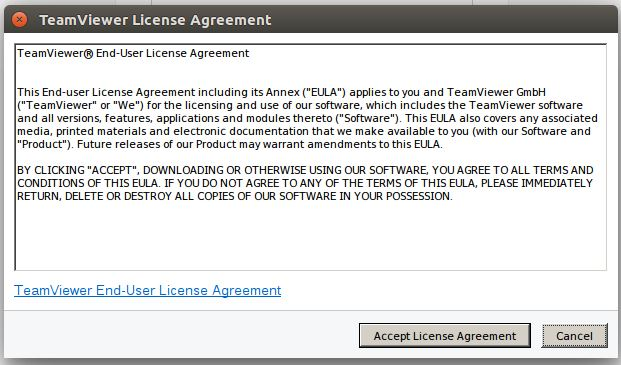 TeamViewer License Agreement
TeamViewer® End-User License Agreement
This End-user License Agreement including its Annex ("EULA") applies to you and TeamViewer GmbH
("TeamViewer" or "We") for the licensing and use of our software, which includes the TeamViewer software
and all versions, features, applications and modules thereto ("Software"). This EULA also covers any associated
media, printed materials and electronic documentation that we make available to you (with our Software and
"Product"). Future releases of our Product may warrant amendments to this EULA.
BY CLICKING "ACCEPT", DOWNLOADING OR OTHERWISE USING OUR SOFTWARE, YOU AGREE TO ALL TERMS AND
CONDITIONS OF THIS EULA. IF YOU DO NOT AGREE TO ANY OF THE TERMS OF THIS EULA, PLEASE IMMEDIATELY
RETURN, DELETE OR DESTROY ALL COPIES OF OUR SOFTWARE IN YOUR POSSESSION.
TeamViewer End-User License Agreement
Accept License Agreement
Cancel